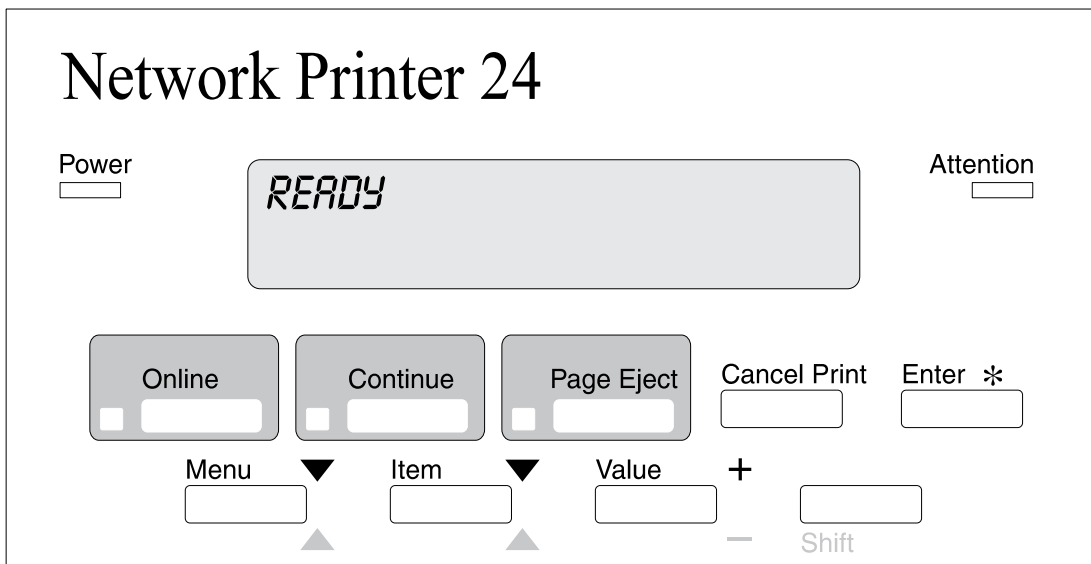 Network Printer 24
Power
Attention
READY
Online
Continue
Page Eject
Cancel Print
Enter *
Menu
Item
Value
+
−
Shift